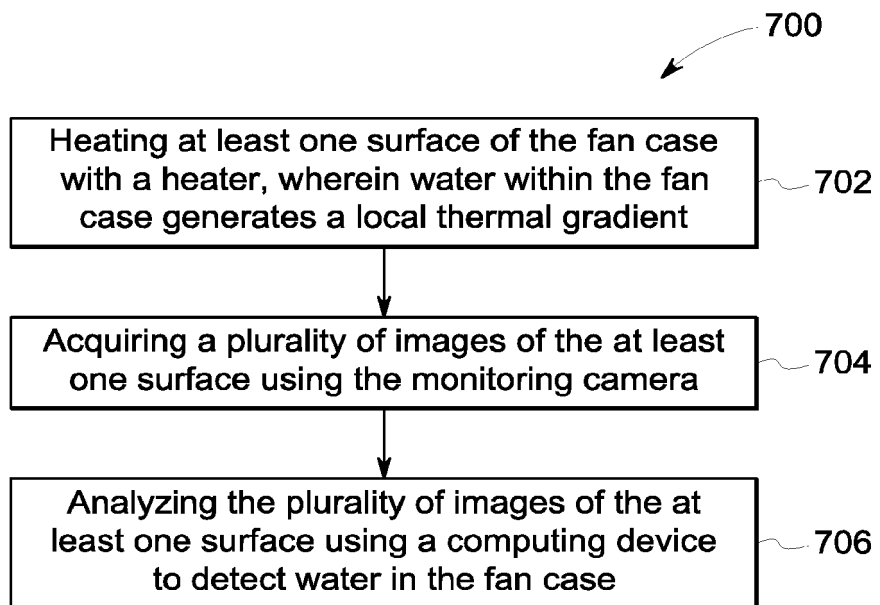 700
Heating at least one surface of the fan case
with a heater, wherein water within the fan
case generates a local thermal gradient
702
Acquiring a plurality of images of the at least
one surface using the monitoring camera
704
Analyzing the plurality of images of the at
least one surface using a computing device
to detect water in the fan case
706